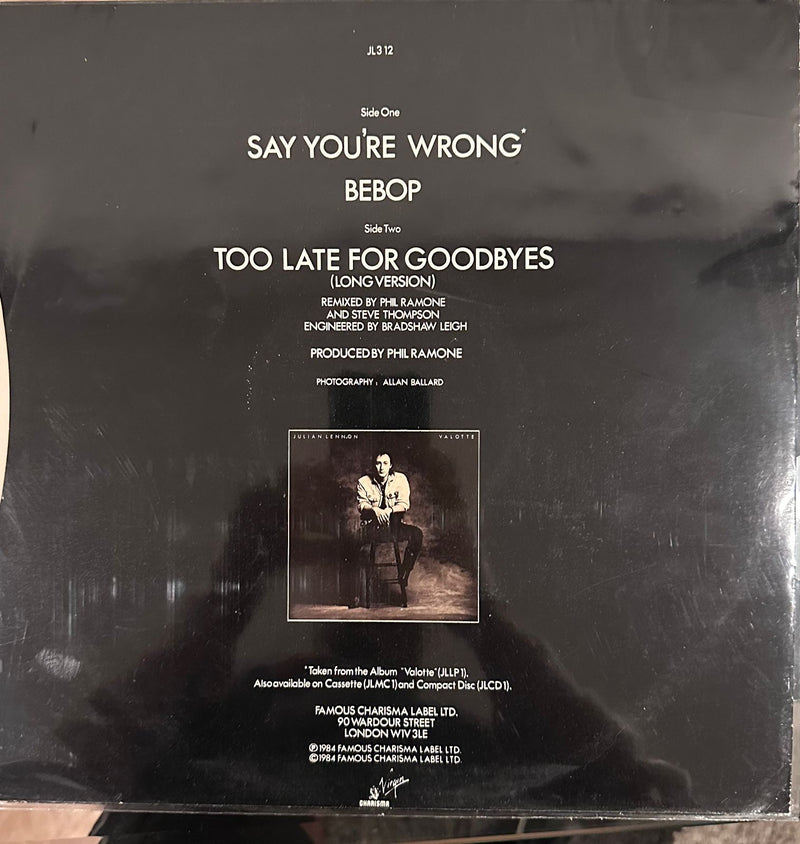 JL3 12
Side One
SAY YOU'RE WRONG*
BEBOP
Side Two
TOO LATE FOR GOODBYES
(LONG VERSION)
REMIXED BY PHIL RAMONE
AND STEVE THOMPSON
ENGINEERED BY BRADSHAW LEIGH
PRODUCED BY PHIL RAMONE
PHOTOGRAPHY: ALLAN BALLARD
JULIAN LENNON VALOTTE
*Taken from the Album "Valotte" (JLLP1).
Also available on Cassette (JLMC1) and Compact Disc (JLCD1).
FAMOUS CHARISMA LABEL LTD.
90 WARDOUR STREET
LONDON W1V 3LE
℗1984 FAMOUS CHARISMA LABEL LTD.
©1984 FAMOUS CHARISMA LABEL LTD.
Virgin
CHARISMA